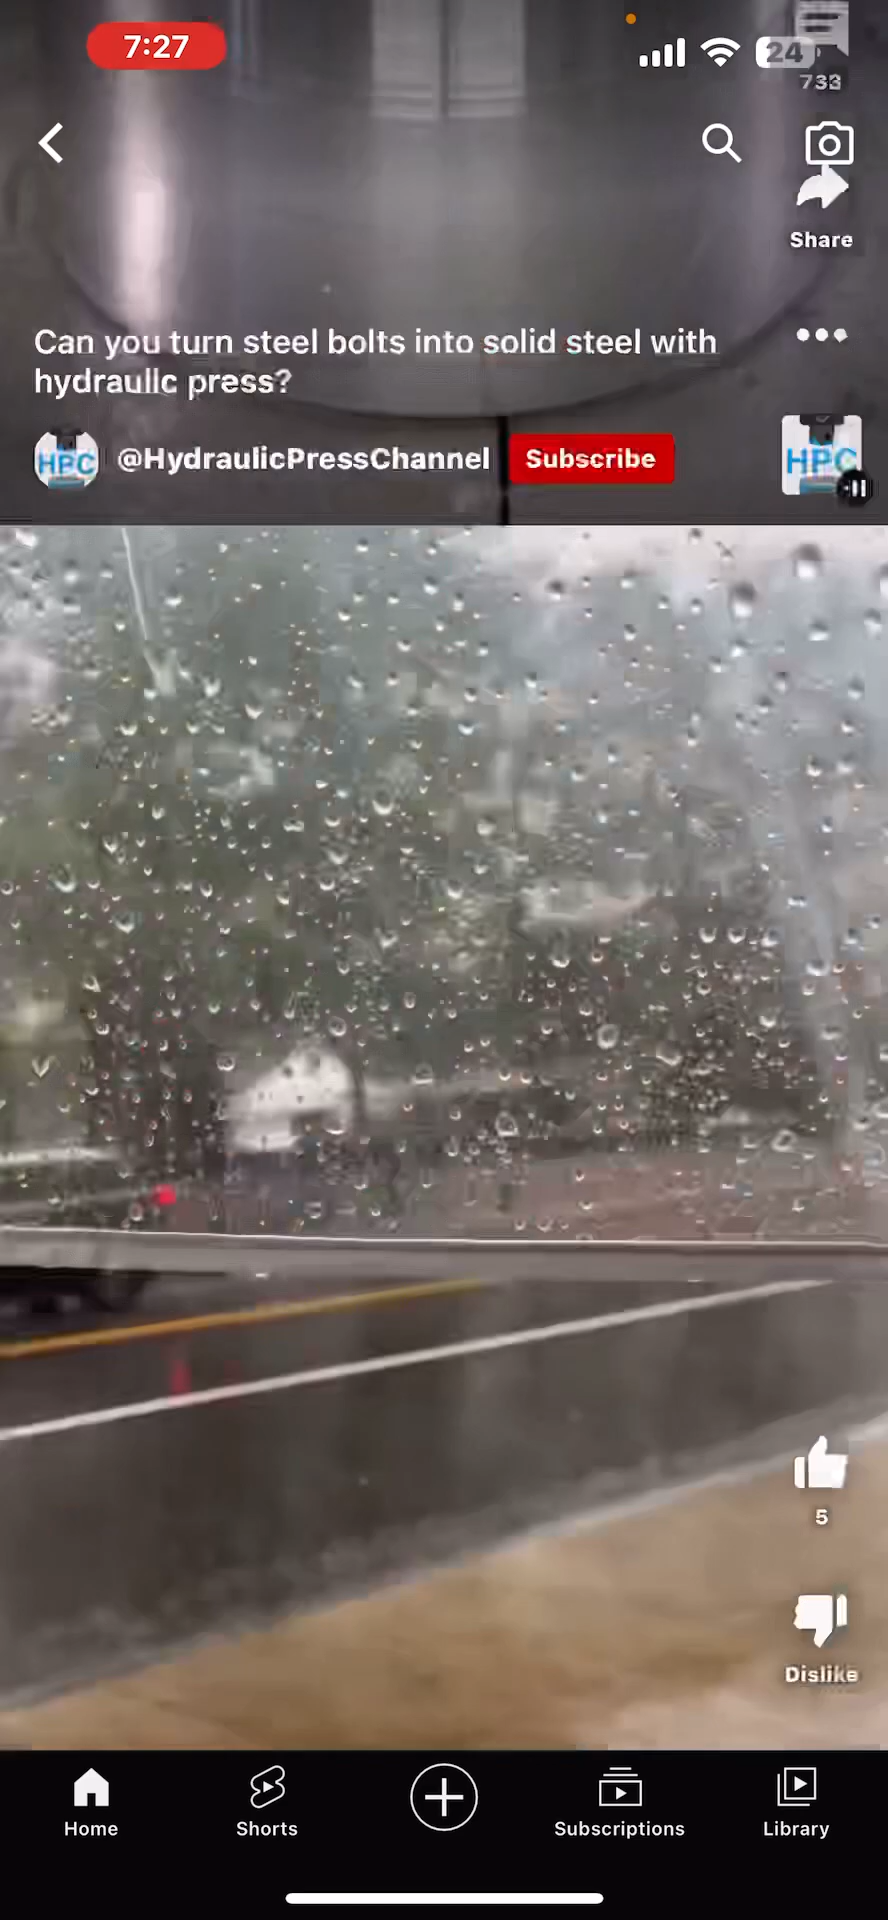 7:27
24
733
Share
Can you turn steel bolts into solid steel with
hydraulic press?
HPC
@HydraulicPressChannel
Subscribe
HPC
5
Dislike
Home
Shorts
Subscriptions
Library